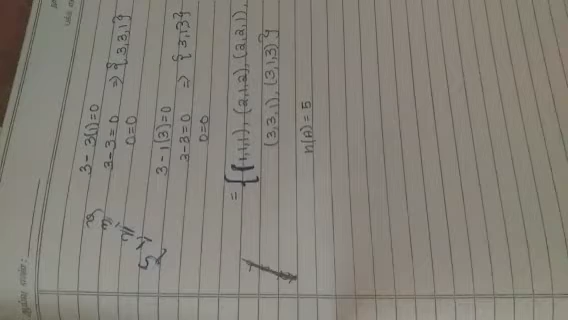 3-3(1)=0
3-3=0 => {3,3,1}
0=0
5)
3-1(3)=0
3-3=0 => {3,1,3}
0=0
= {(1,1,1), (2,1,2), (2,2,1),
(3,3,1), (3,1,3)}
n(A) = 5